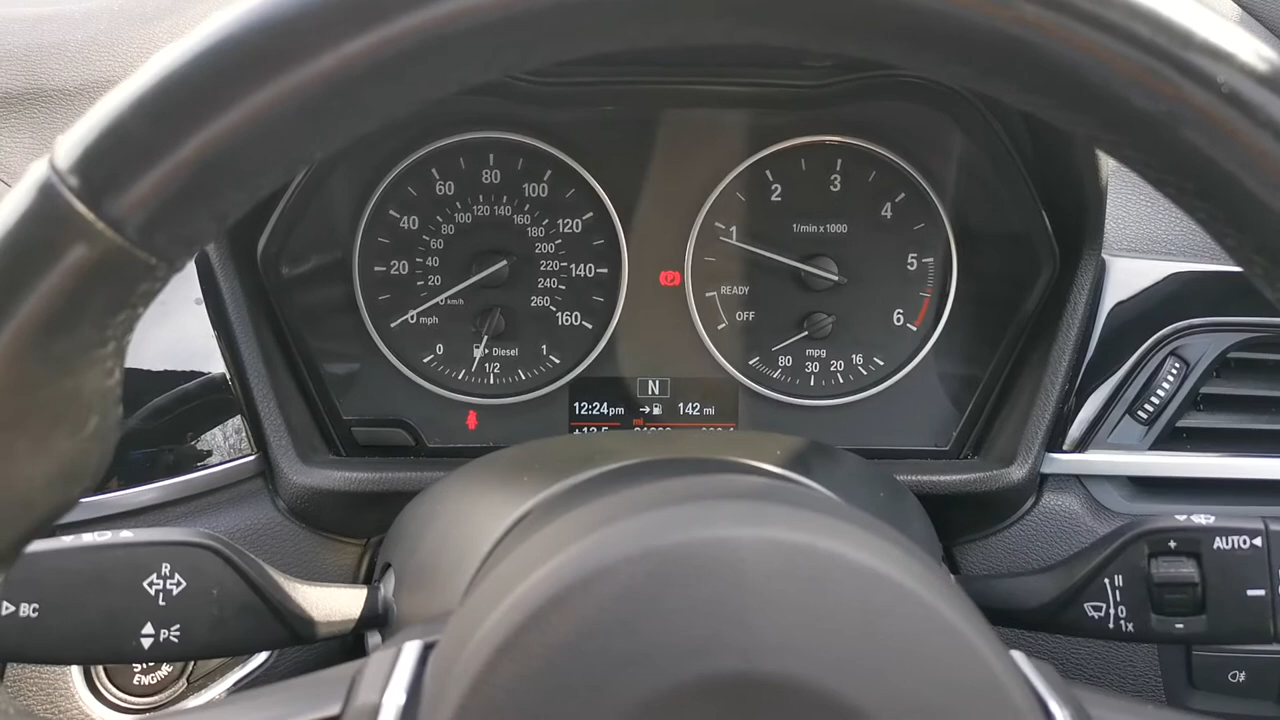 20
40
60
80
100
120
140
160
0 mph
20
40
60
80
100
120
140
160
180
200
220
240
260
0 km/h
0
1/2
1
Diesel
1
2
3
4
5
6
1/min x 1000
READY
OFF
mpg
80
30
20
16
P
N
12:24pm
142 mi
mi
R
L
BC
P
ENGINE
AUTO
II
I
0
1x
+
-